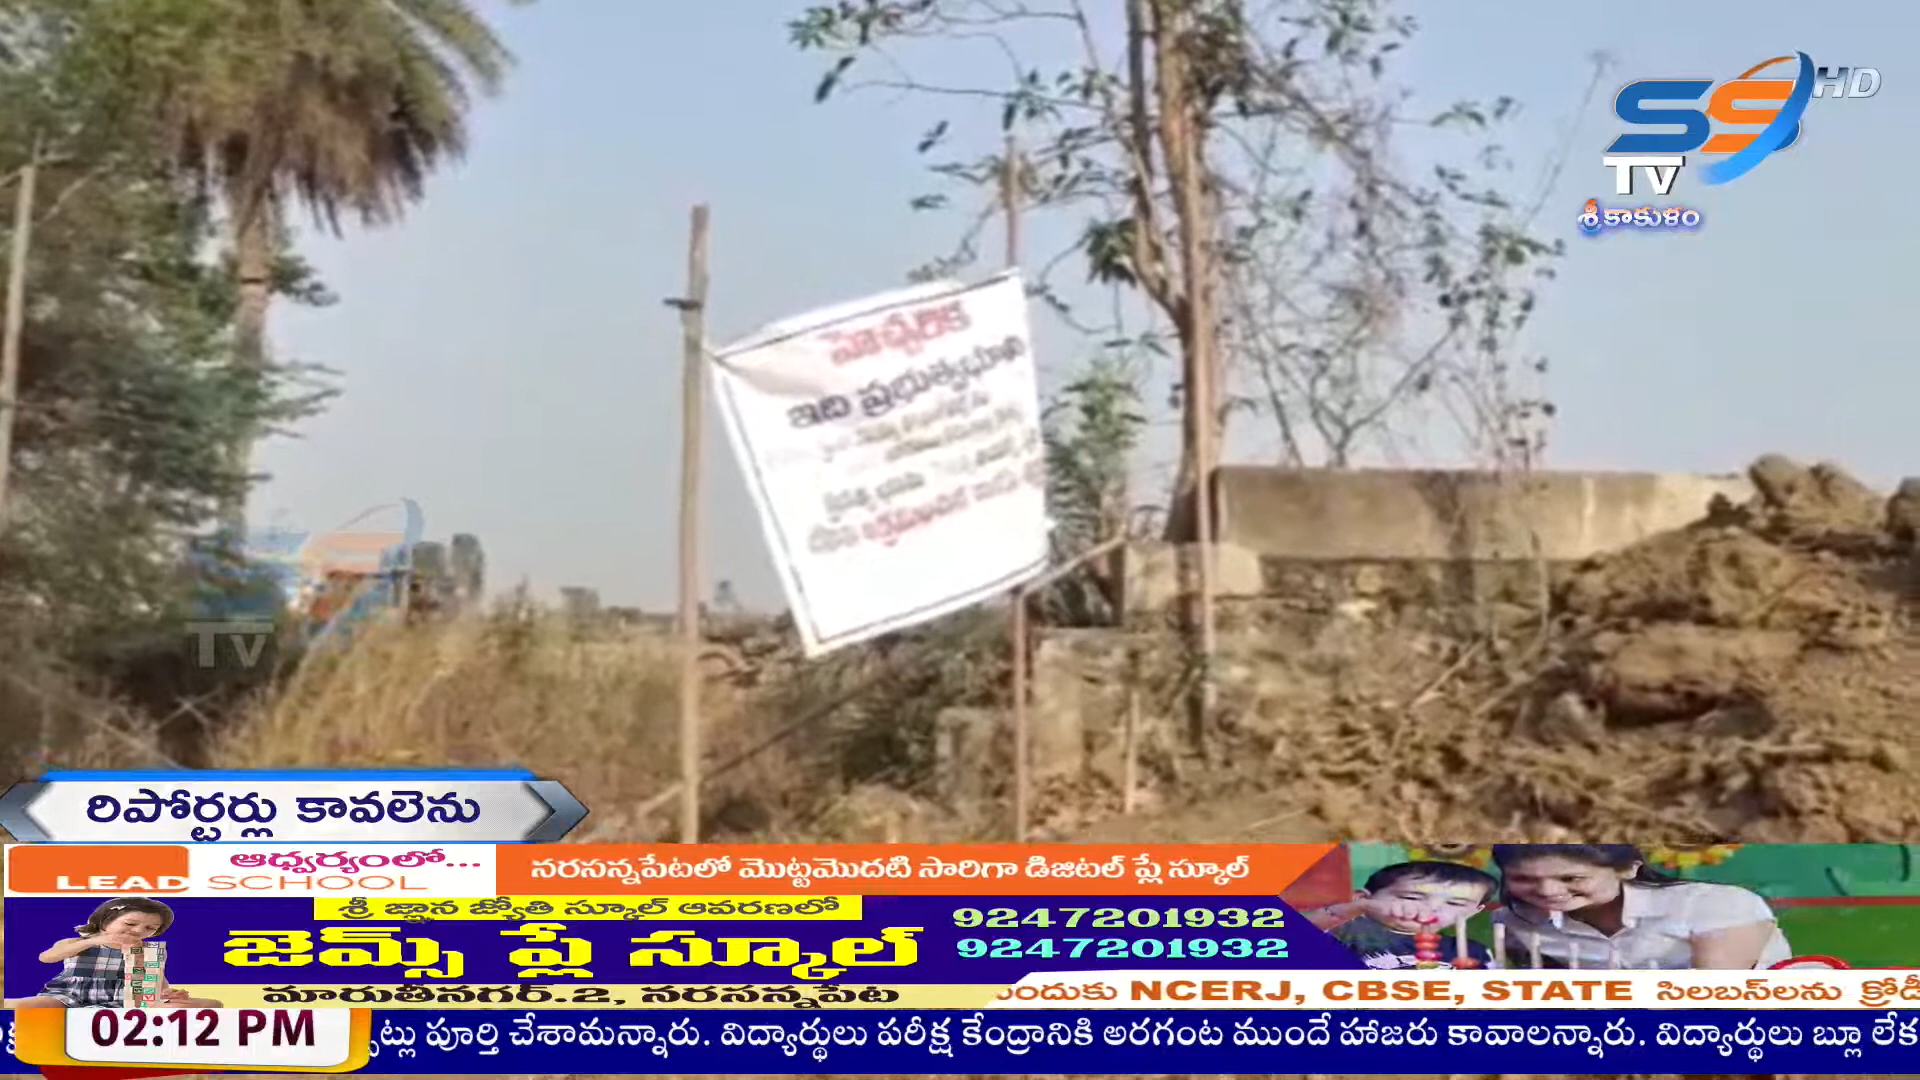 SS HD
TV
శ్రీకాకుళం
హెచ్చరిక
ఇది ప్రభుత్వభూమి
TV
రిపోర్టర్లు కావలెను
ఆధ్వర్యంలో...
LEAD SCHOOL
నరసన్నపేటలో మొట్టమొదటి సారిగా డిజిటల్ ప్లే స్కూల్
శ్రీ జ్ఞాన జ్యోతి స్కూల్ ఆవరణలో
జెమ్స్ ప్లే స్కూల్
9247201932
9247201932
మారుతీనగర్.2, నరసన్నపేట
ందుకు NCERJ, CBSE, STATE సిలబస్‌లను క్రోడీ
02:12 PM
ట్లు పూర్తి చేశామన్నారు. విద్యార్థులు పరీక్ష కేంద్రానికి అరగంట ముందే హాజరు కావాలన్నారు. విద్యార్థులు బ్లూ లేక